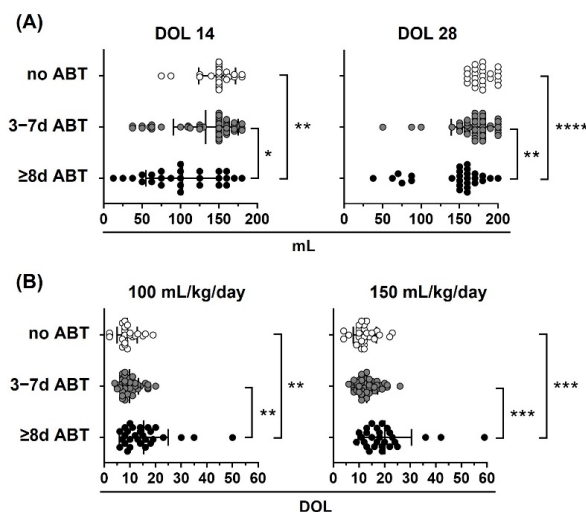 (A)
DOL 14
DOL 28
no ABT
3–7d ABT
≥8d ABT
**
*
****
**
0 50 100 150 200
0 50 100 150 200
mL
(B)
100 mL/kg/day
150 mL/kg/day
no ABT
3–7d ABT
≥8d ABT
**
**
***
***
0 10 20 30 40 50 60
0 10 20 30 40 50 60
DOL